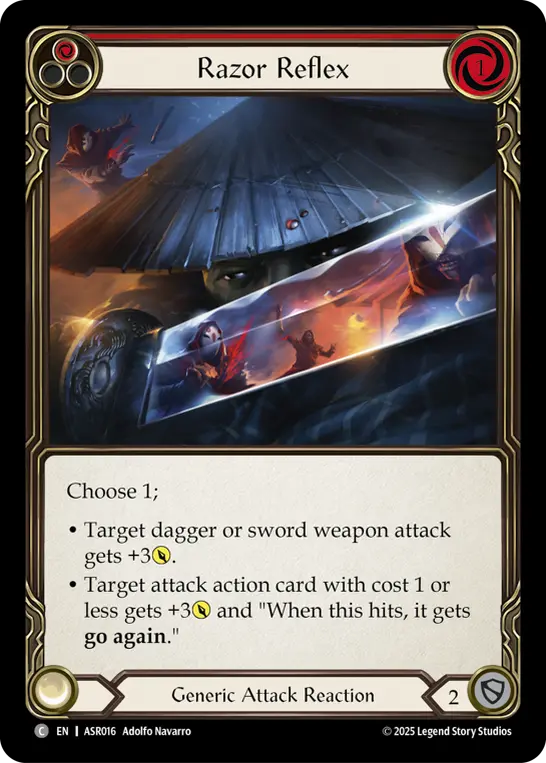 Razor Reflex
1
Choose 1;
• Target dagger or sword weapon attack
gets +3.
• Target attack action card with cost 1 or
less gets +3 and "When this hits, it gets
go again."
Generic Attack Reaction
2
C EN | ASR016 Adolfo Navarro
© 2025 Legend Story Studios